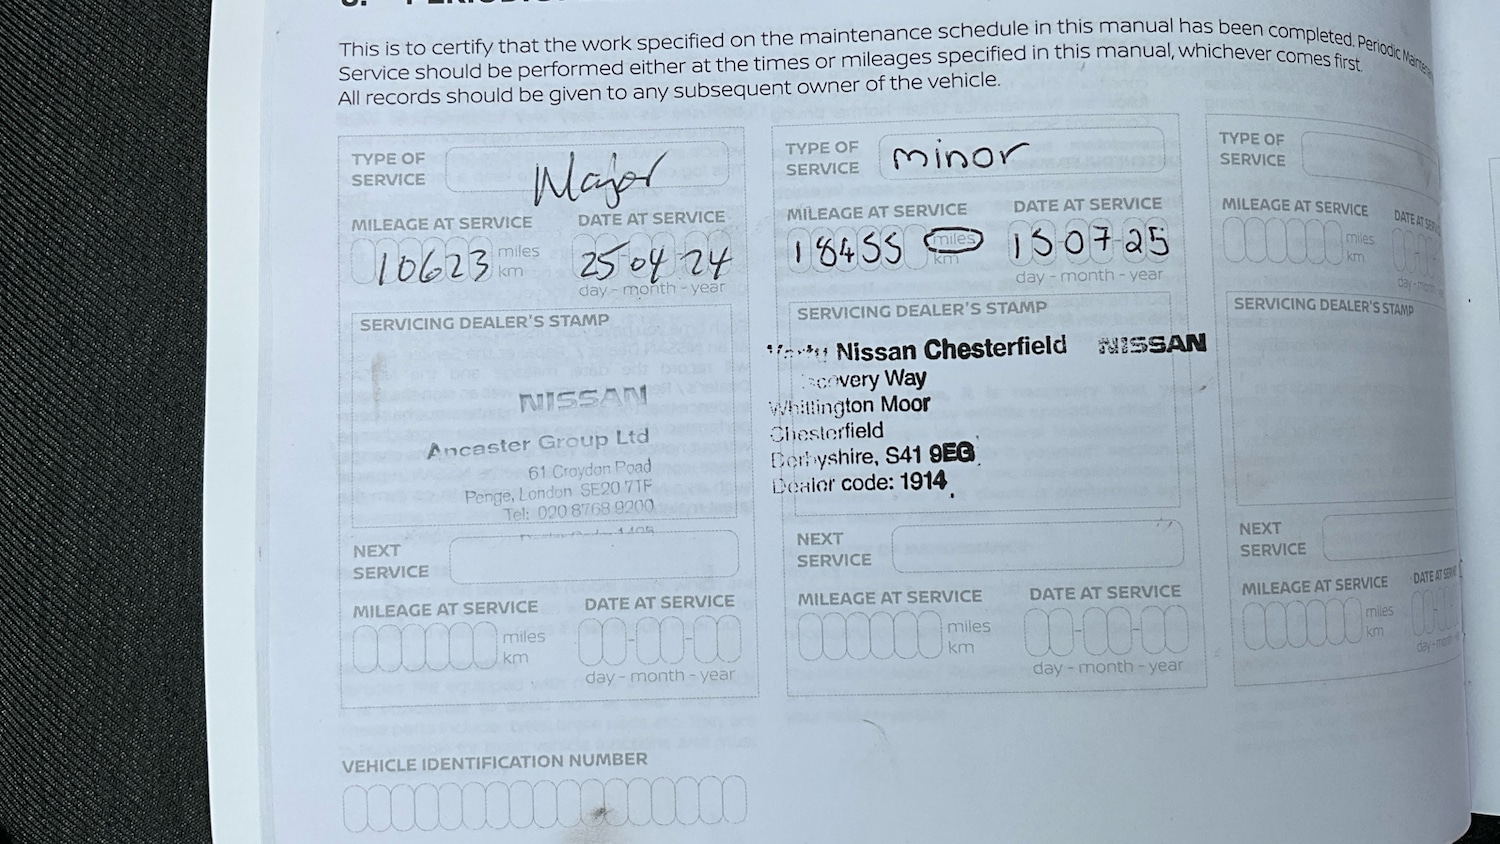 This is to certify that the work specified on the maintenance schedule in this manual has been completed. Periodic
Service should be performed either at the times or mileages specified in this manual, whichever comes first.
All records should be given to any subsequent owner of the vehicle.
TYPE OF
SERVICE
Major
MILEAGE AT SERVICE
DATE AT SERVICE
10623 miles
km
25 04 24
day - month - year
SERVICING DEALER'S STAMP
NISSAN
Ancaster Group Ltd
61 Croydon Road
Penge, London SE20 7TF
Tel: 020 8768 9200
NEXT
SERVICE
MILEAGE AT SERVICE
DATE AT SERVICE
miles
km
day - month - year
TYPE OF
SERVICE
minor
MILEAGE AT SERVICE
DATE AT SERVICE
18455 miles
km
15 07 25
day - month - year
SERVICING DEALER'S STAMP
Nissan Chesterfield NISSAN
Way
Whittington Moor
Chesterfield
Derbyshire, S41 9EG
Dealer code: 1914
NEXT
SERVICE
MILEAGE AT SERVICE
DATE AT SERVICE
miles
km
day - month - year
TYPE OF
SERVICE
MILEAGE AT SERVICE
DATE AT
miles
km
SERVICING DEALER'S STAMP
NEXT
SERVICE
MILEAGE AT SERVICE
DATE AT
miles
km
VEHICLE IDENTIFICATION NUMBER